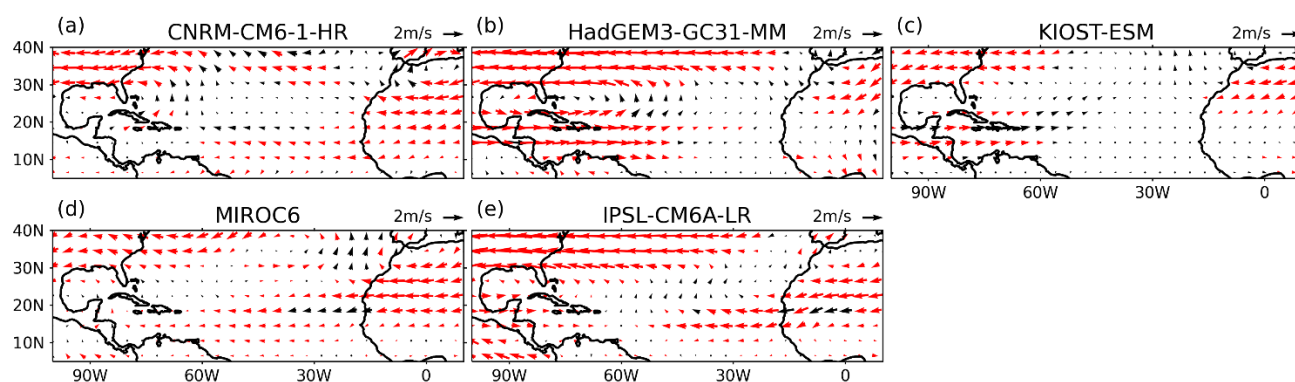 (a) CNRM-CM6-1-HR 2m/s
(b) HadGEM3-GC31-MM 2m/s
(c) KIOST-ESM 2m/s
40N
30N
20N
10N
90W 60W 30W 0
(d) MIROC6 2m/s
(e) IPSL-CM6A-LR 2m/s
40N
30N
20N
10N
90W 60W 30W 0
90W 60W 30W 0